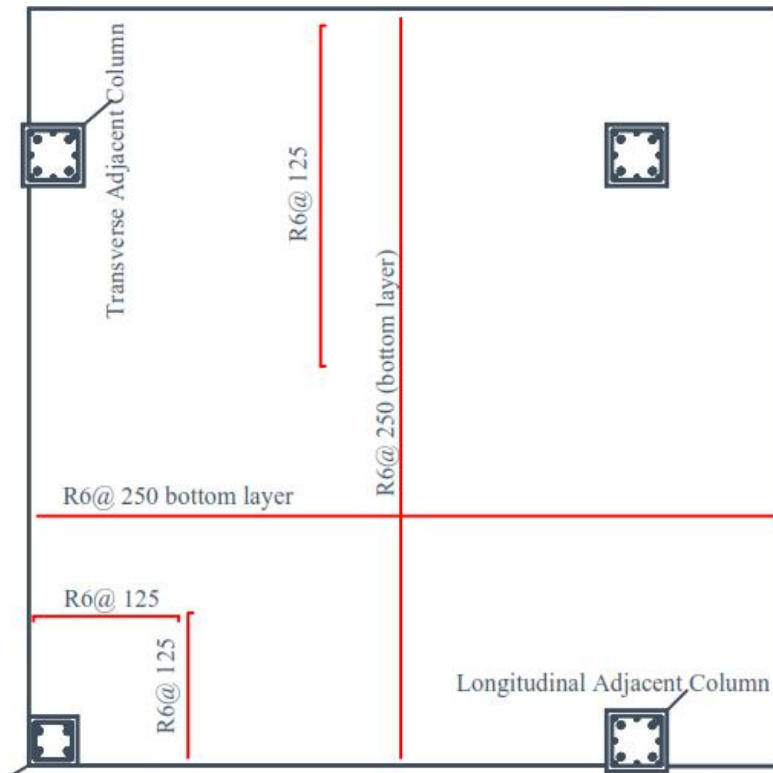 Transverse Adjacent Column
R6@ 125
R6@ 250 (bottom layer)
R6@ 250 bottom layer
R6@ 125
R6@ 125
Longitudinal Adjacent Column